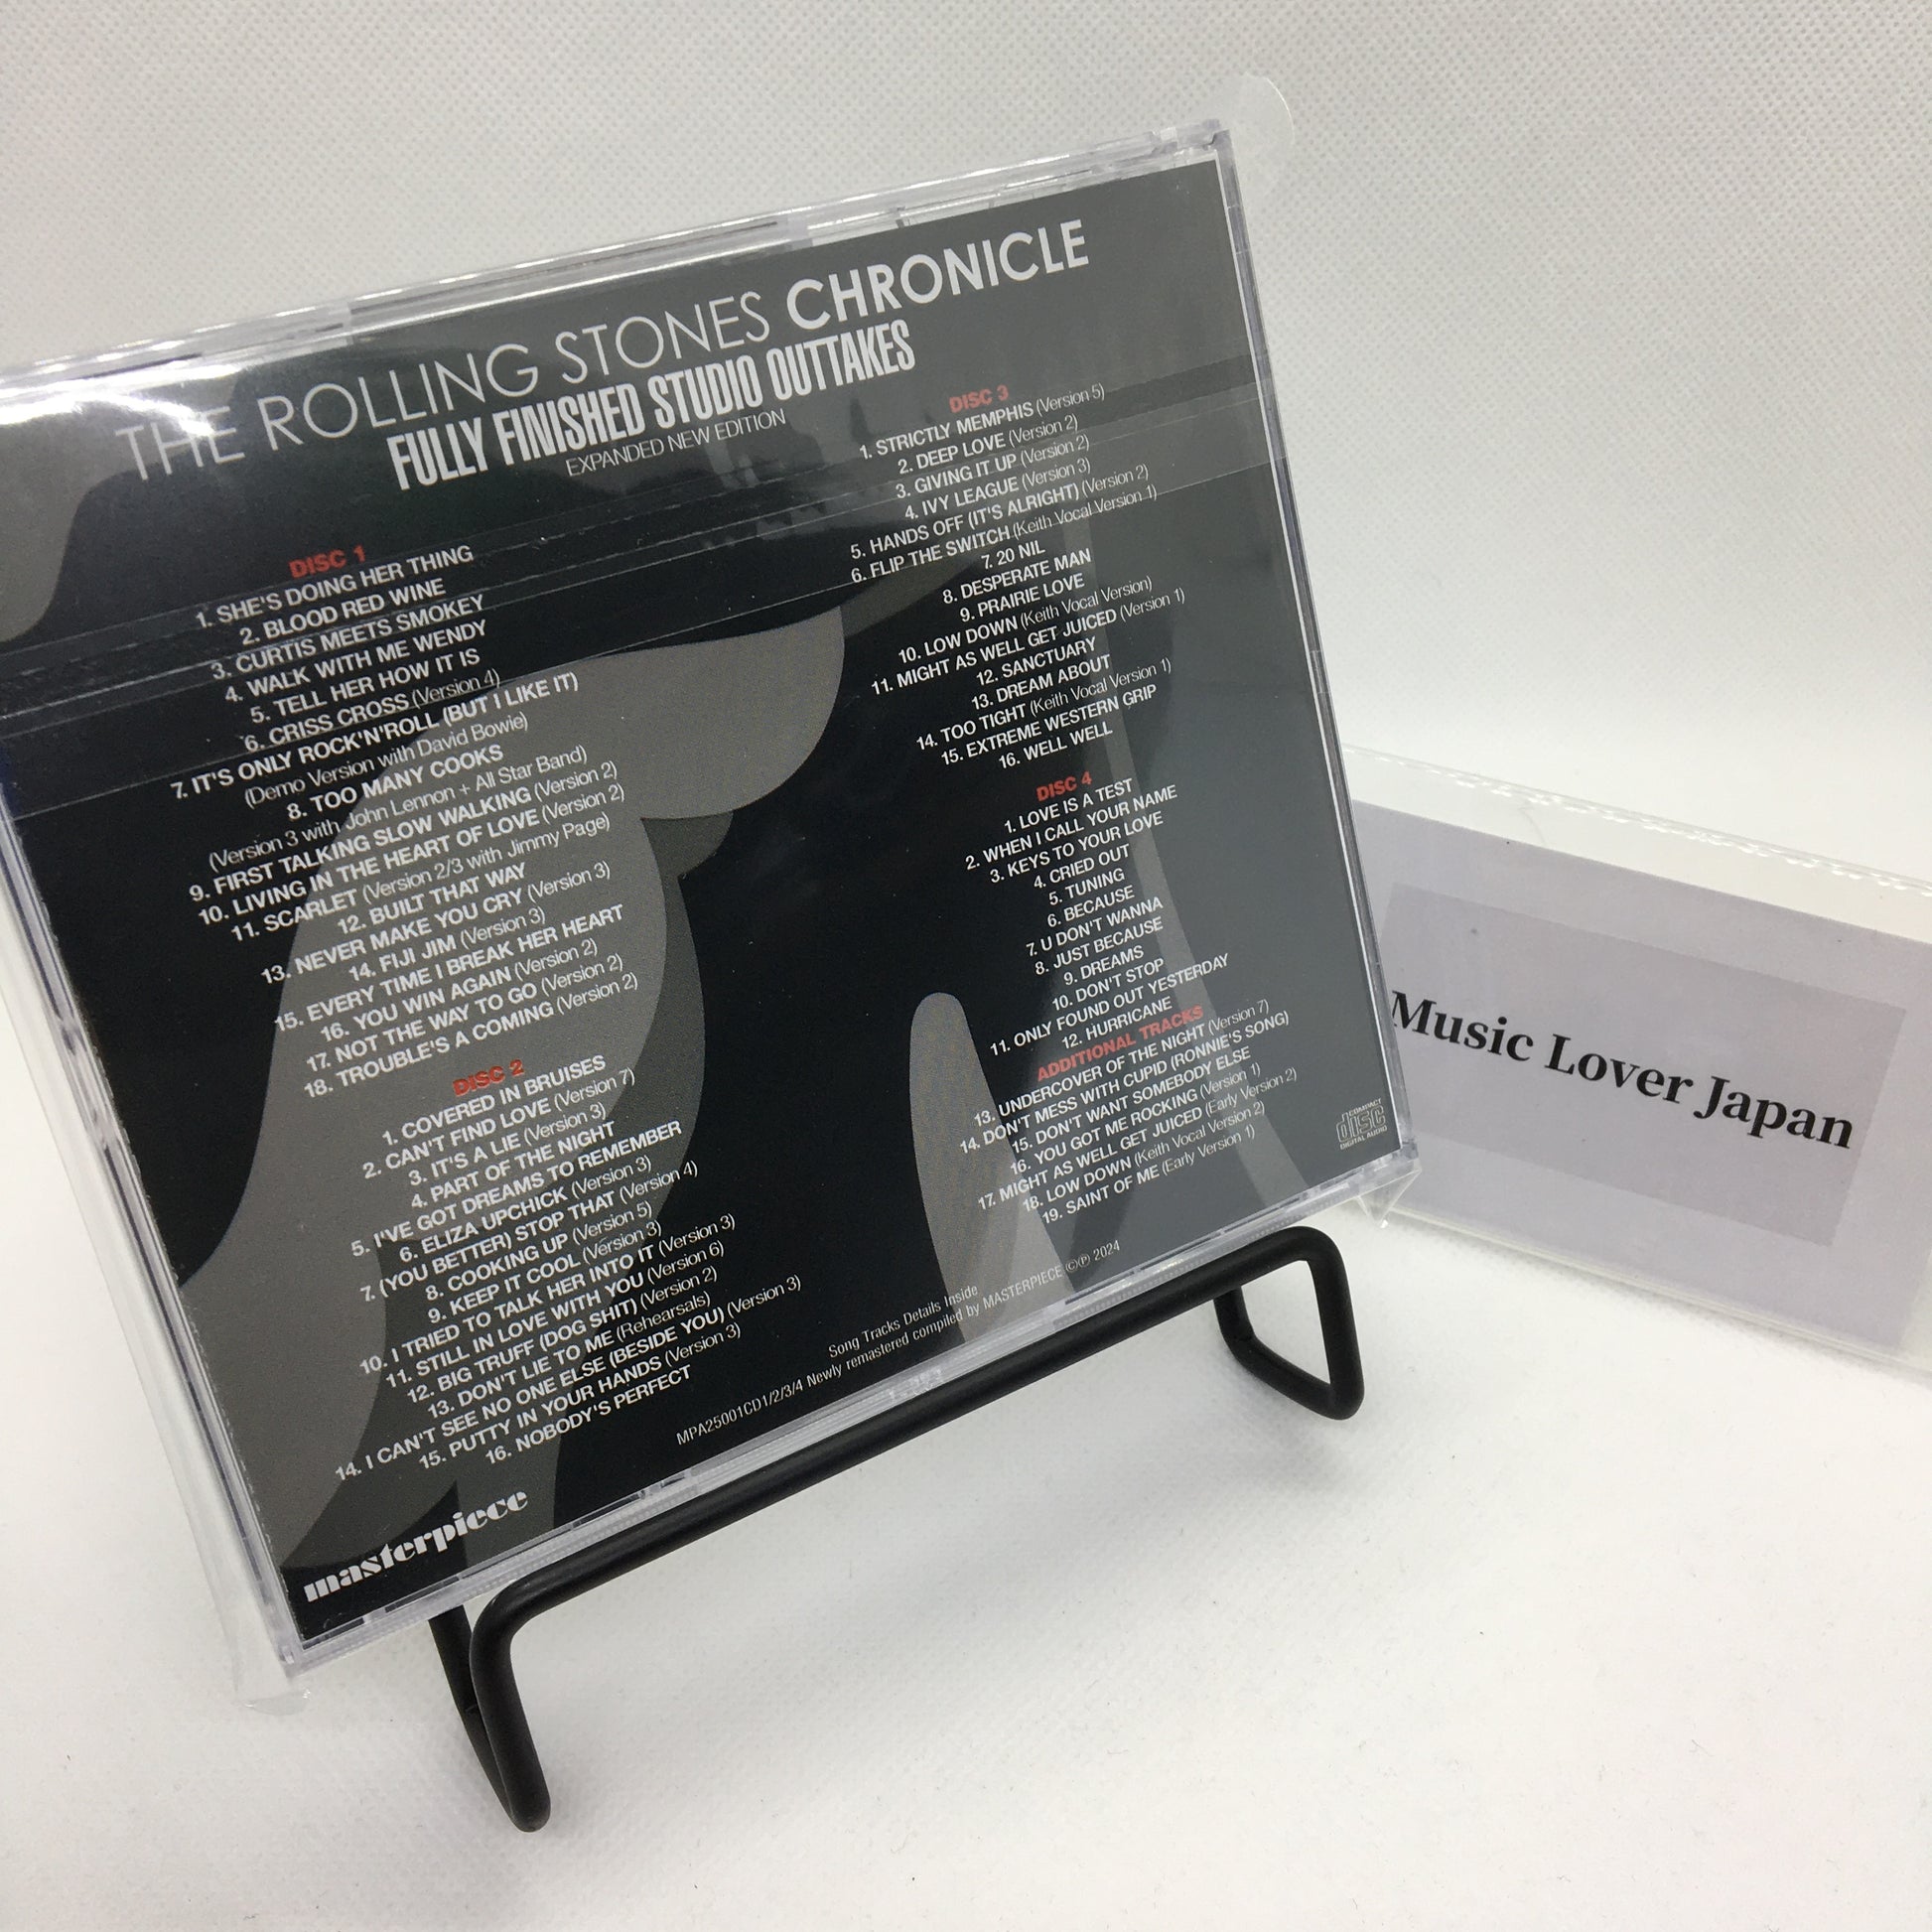 THE ROLLING STONES CHRONICLE
FULLY FINISHED STUDIO OUTTAKES
EXPANDED NEW EDITION
DISC 1
1. SHE'S DOING HER THING
2. BLOOD RED WINE
3. CURTIS MEETS SMOKEY
4. WALK WITH ME WENDY
5. TELL HER HOW IT IS
6. CRISS CROSS (Version 4)
7. IT'S ONLY ROCK'N'ROLL (BUT I LIKE IT)
(Demo Version with David Bowie)
8. TOO MANY COOKS
(Version 3 with John Lennon + All Star Band)
9. FIRST TALKING SLOW WALKING (Version 2)
10. LIVING IN THE HEART OF LOVE (Version 2)
11. SCARLET (Version 2/3 with Jimmy Page)
12. BUILT THAT WAY
13. NEVER MAKE YOU CRY (Version 3)
14. FIJI JIM (Version 3)
15. EVERY TIME I BREAK HER HEART
16. YOU WIN AGAIN (Version 2)
17. NOT THE WAY TO GO (Version 2)
18. TROUBLE'S A COMING (Version 2)
DISC 2
1. COVERED IN BRUISES
2. CAN'T FIND LOVE (Version 7)
3. IT'S A LIE (Version 3)
4. PART OF THE NIGHT
5. I'VE GOT DREAMS TO REMEMBER
6. ELIZA UPCHICK (Version 3)
7. (YOU BETTER) STOP THAT (Version 4)
8. COOKING UP (Version 5)
9. KEEP IT COOL (Version 3)
10. I TRIED TO TALK HER INTO IT (Version 3)
11. STILL IN LOVE WITH YOU (Version 6)
12. BIG TRUFF (DOG SHIT) (Version 2)
13. DON'T LIE TO ME (Rehearsals)
14. I CAN'T SEE NO ONE ELSE (BESIDE YOU) (Version 3)
15. PUTTY IN YOUR HANDS (Version 3)
16. NOBODY'S PERFECT
DISC 3
1. STRICTLY MEMPHIS (Version 5)
2. DEEP LOVE (Version 2)
3. GIVING IT UP (Version 2)
4. IVY LEAGUE (Version 3)
5. HANDS OFF (IT'S ALRIGHT) (Version 2)
6. FLIP THE SWITCH (Keith Vocal Version 1)
7. 20 NIL
8. DESPERATE MAN
9. PRAIRIE LOVE
10. LOW DOWN (Keith Vocal Version)
11. MIGHT AS WELL GET JUICED (Version 1)
12. SANCTUARY
13. DREAM ABOUT
14. TOO TIGHT (Keith Vocal Version 1)
15. EXTREME WESTERN GRIP
16. WELL WELL
DISC 4
1. LOVE IS A TEST
2. WHEN I CALL YOUR NAME
3. KEYS TO YOUR LOVE
4. CRIED OUT
5. TUNING
6. BECAUSE
7. U DON'T WANNA
8. JUST BECAUSE
9. DREAMS
10. DON'T STOP
11. ONLY FOUND OUT YESTERDAY
12. HURRICANE
ADDITIONAL TRACKS
13. UNDERCOVER OF THE NIGHT (Version 7)
14. DON'T MESS WITH CUPID (RONNIE'S SONG)
15. DON'T WANT SOMEBODY ELSE
16. YOU GOT ME ROCKING (Version 1)
17. MIGHT AS WELL GET JUICED (Early Version 2)
18. LOW DOWN (Keith Vocal Version 2)
19. SAINT OF ME (Early Version 1)
COMPACT
disc
DIGITAL AUDIO
Song Tracks Details Inside
MPA25001CD1/2/3/4 Newly remastered compiled by MASTERPIECE ©℗ 2024
masterpiece
Music Lover Japan